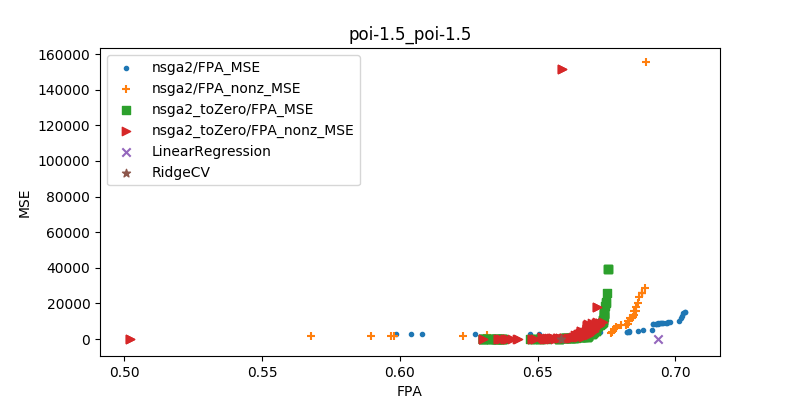 poi-1.5_poi-1.5
MSE
160000
140000
120000
100000
80000
60000
40000
20000
0
nsga2/FPA_MSE
nsga2/FPA_nonz_MSE
nsga2_toZero/FPA_MSE
nsga2_toZero/FPA_nonz_MSE
LinearRegression
RidgeCV
0.50 0.55 0.60 0.65 0.70
FPA